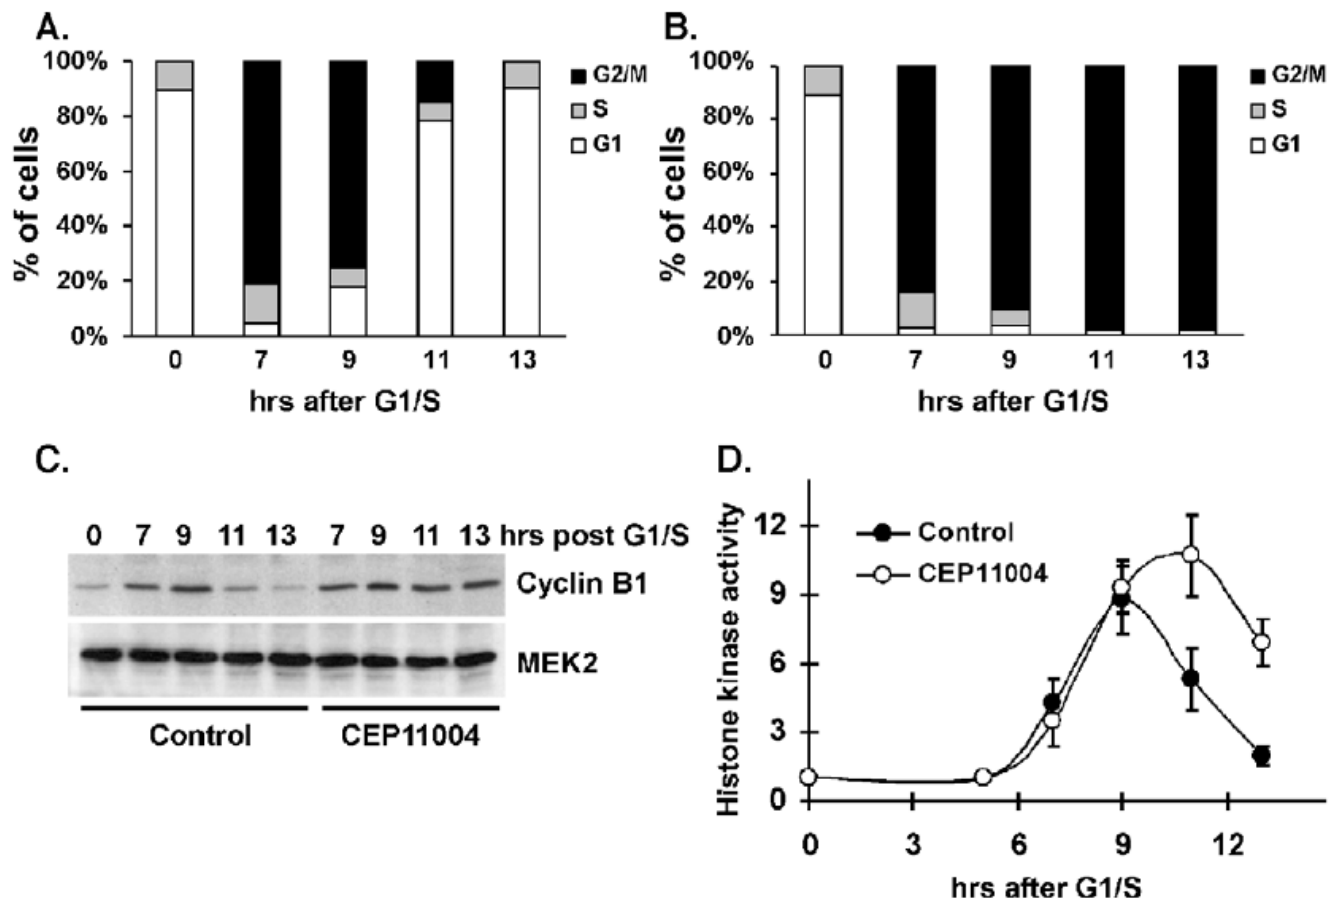 A.
100%
80%
60%
40%
20%
0%
% of cells
G2/M
S
G1
0 7 9 11 13
hrs after G1/S
B.
100%
80%
60%
40%
20%
0%
% of cells
G2/M
S
G1
0 7 9 11 13
hrs after G1/S
C.
0 7 9 11 13 7 9 11 13 hrs post G1/S
Cyclin B1
MEK2
Control CEP11004
D.
Histone kinase activity
12
9
6
3
0
Control
CEP11004
0 3 6 9 12
hrs after G1/S